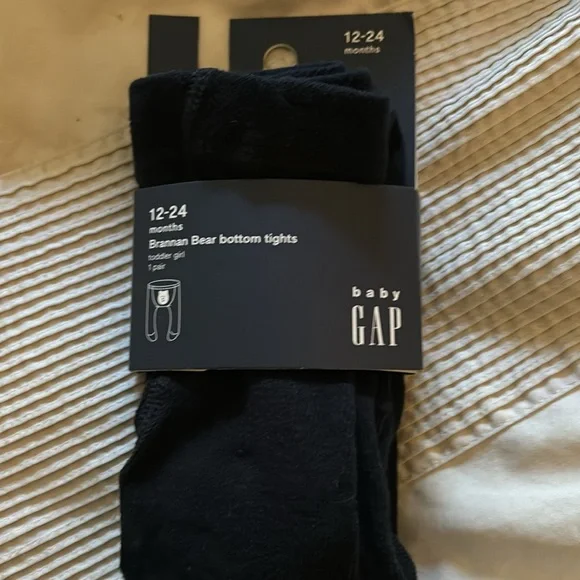 12-24
months
12-24
months
Brannan Bear bottom tights
toddler girl
1 pair
baby
GAP